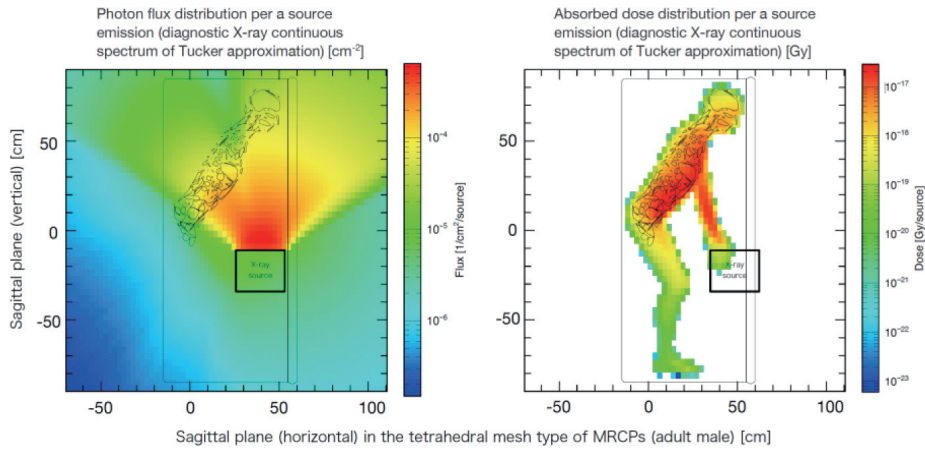 Photon flux distribution per a source
emission (diagnostic X-ray continuous
spectrum of Tucker approximation) [cm-2]
Absorbed dose distribution per a source
emission (diagnostic X-ray continuous
spectrum of Tucker approximation) [Gy]
Sagittal plane (vertical) [cm]
50
0
-50
-50
0
50
100
X-ray
source
10-4
10-5
10-6
Flux [1/cm2/source]
50
0
-50
-50
0
50
100
X-ray
source
10-17
10-18
10-19
10-20
10-21
10-22
10-23
Dose [Gy/source]
Sagittal plane (horizontal) in the tetrahedral mesh type of MRCPs (adult male) [cm]